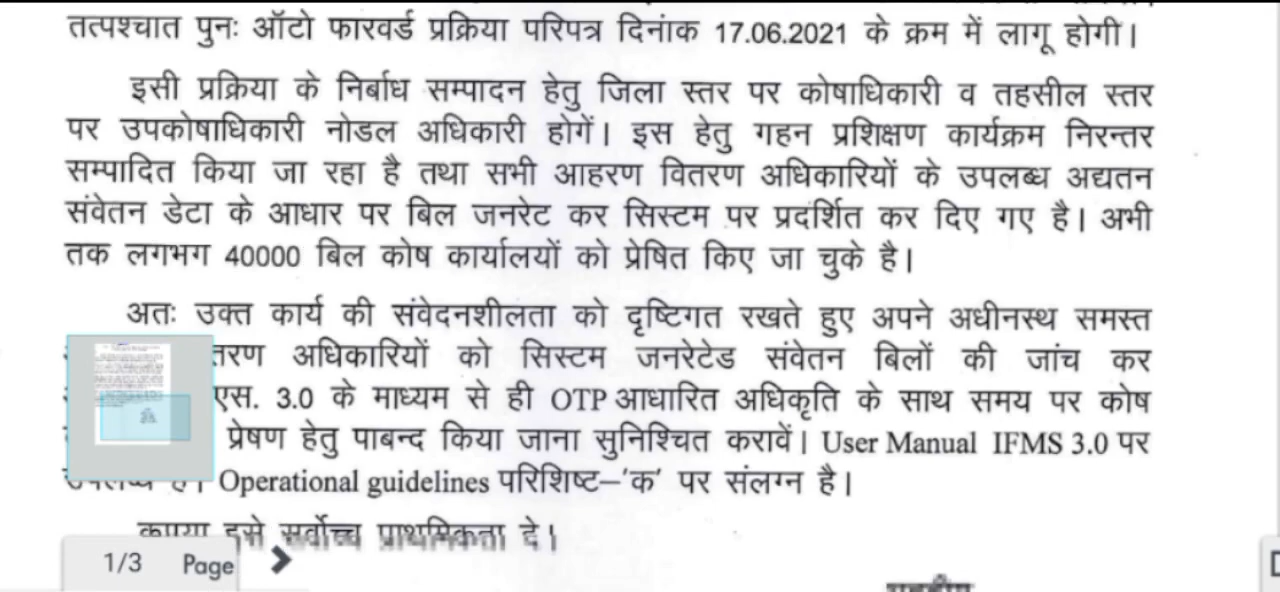 तत्पश्चात पुनः ऑटो फारवर्ड प्रक्रिया परिपत्र दिनांक 17.06.2021 के क्रम में लागू होगी।
इसी प्रक्रिया के निर्बाध सम्पादन हेतु जिला स्तर पर कोषाधिकारी व तहसील स्तर
पर उपकोषाधिकारी नोडल अधिकारी होगें। इस हेतु गहन प्रशिक्षण कार्यक्रम निरन्तर
सम्पादित किया जा रहा है तथा सभी आहरण वितरण अधिकारियों के उपलब्ध अद्यतन
संवेतन डेटा के आधार पर बिल जनरेट कर सिस्टम पर प्रदर्शित कर दिए गए है। अभी
तक लगभग 40000 बिल कोष कार्यालयों को प्रेषित किए जा चुके है।
अतः उक्त कार्य की संवेदनशीलता को दृष्टिगत रखते हुए अपने अधीनस्थ समस्त
तरण अधिकारियों को सिस्टम जनरेटेड संवेतन बिलों की जांच कर
एस. 3.0 के माध्यम से ही OTP आधारित अधिकृति के साथ समय पर कोष
प्रेषण हेतु पाबन्द किया जाना सुनिश्चित करावें। User Manual IFMS 3.0 पर
है। Operational guidelines परिशिष्ट–'क' पर संलग्न है।
कृपया इसे सर्वोच्च प्राथमिकता दे।
1/3 Page